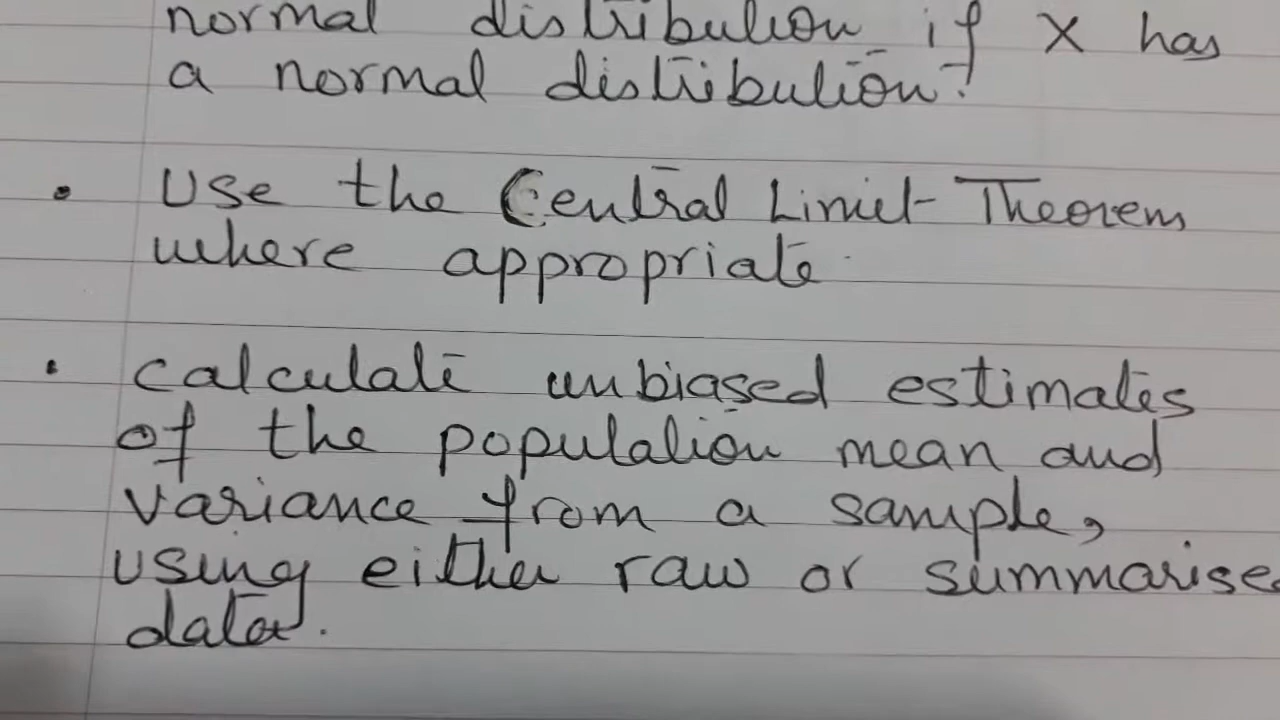 normal distribution if X has
a normal distribution?
• Use the Central Limit Theorem
where appropriate
• calculate unbiased estimates
of the population mean and
variance from a sample,
using either raw or summarised
data.